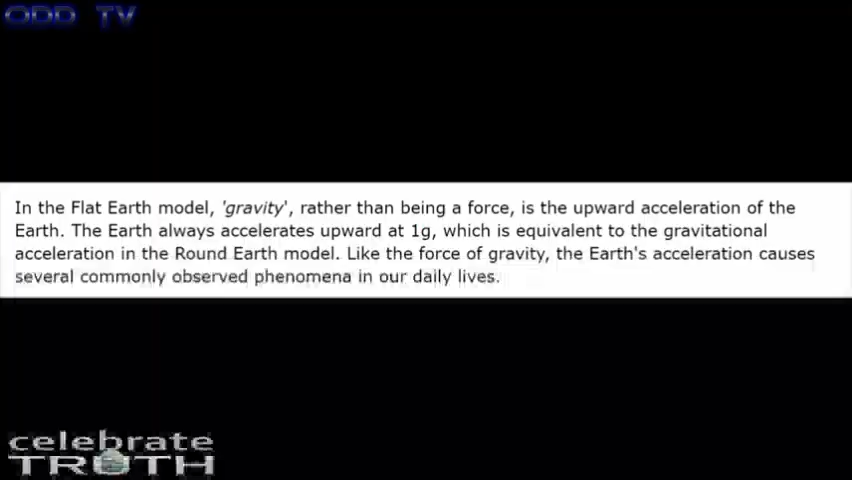 ODD TV
In the Flat Earth model, 'gravity', rather than being a force, is the upward acceleration of the
Earth. The Earth always accelerates upward at 1g, which is equivalent to the gravitational
acceleration in the Round Earth model. Like the force of gravity, the Earth's acceleration causes
several commonly observed phenomena in our daily lives.
celebrate
TRUTH